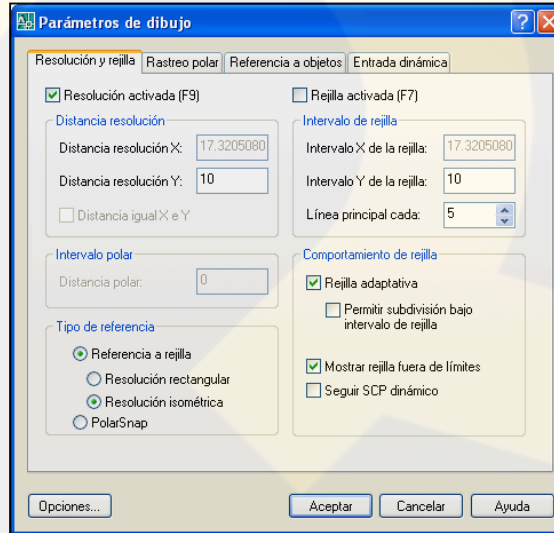 Parámetros de dibujo
Resolución y rejilla
Rastreo polar
Referencia a objetos
Entrada dinámica
Resolución activada (F9)
Distancia resolución
Distancia resolución X: 17.3205080
Distancia resolución Y: 10
Distancia igual X e Y
Intervalo polar
Distancia polar: 0
Tipo de referencia
Referencia a rejilla
Resolución rectangular
Resolución isométrica
PolarSnap
Rejilla activada (F7)
Intervalo de rejilla
Intervalo X de la rejilla: 17.3205080
Intervalo Y de la rejilla: 10
Línea principal cada: 5
Comportamiento de rejilla
Rejilla adaptativa
Permitir subdivisión bajo
intervalo de rejilla
Mostrar rejilla fuera de límites
Seguir SCP dinámico
Opciones...
Aceptar
Cancelar
Ayuda